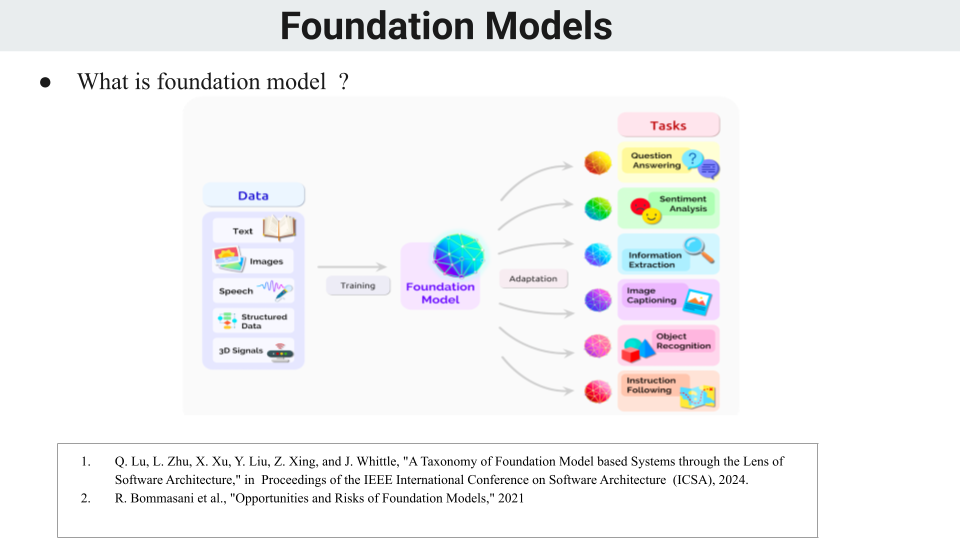 Foundation Models
● What is foundation model ?
Data
Text
Images
Speech
Structured
Data
3D Signals
Training
Foundation
Model
Adaptation
Tasks
Question
Answering
?
Sentiment
Analysis
Information
Extraction
Image
Captioning
Object
Recognition
Instruction
Following
1. Q. Lu, L. Zhu, X. Xu, Y. Liu, Z. Xing, and J. Whittle, "A Taxonomy of Foundation Model based Systems through the Lens of
Software Architecture," in Proceedings of the IEEE International Conference on Software Architecture (ICSA), 2024.
2. R. Bommasani et al., "Opportunities and Risks of Foundation Models," 2021